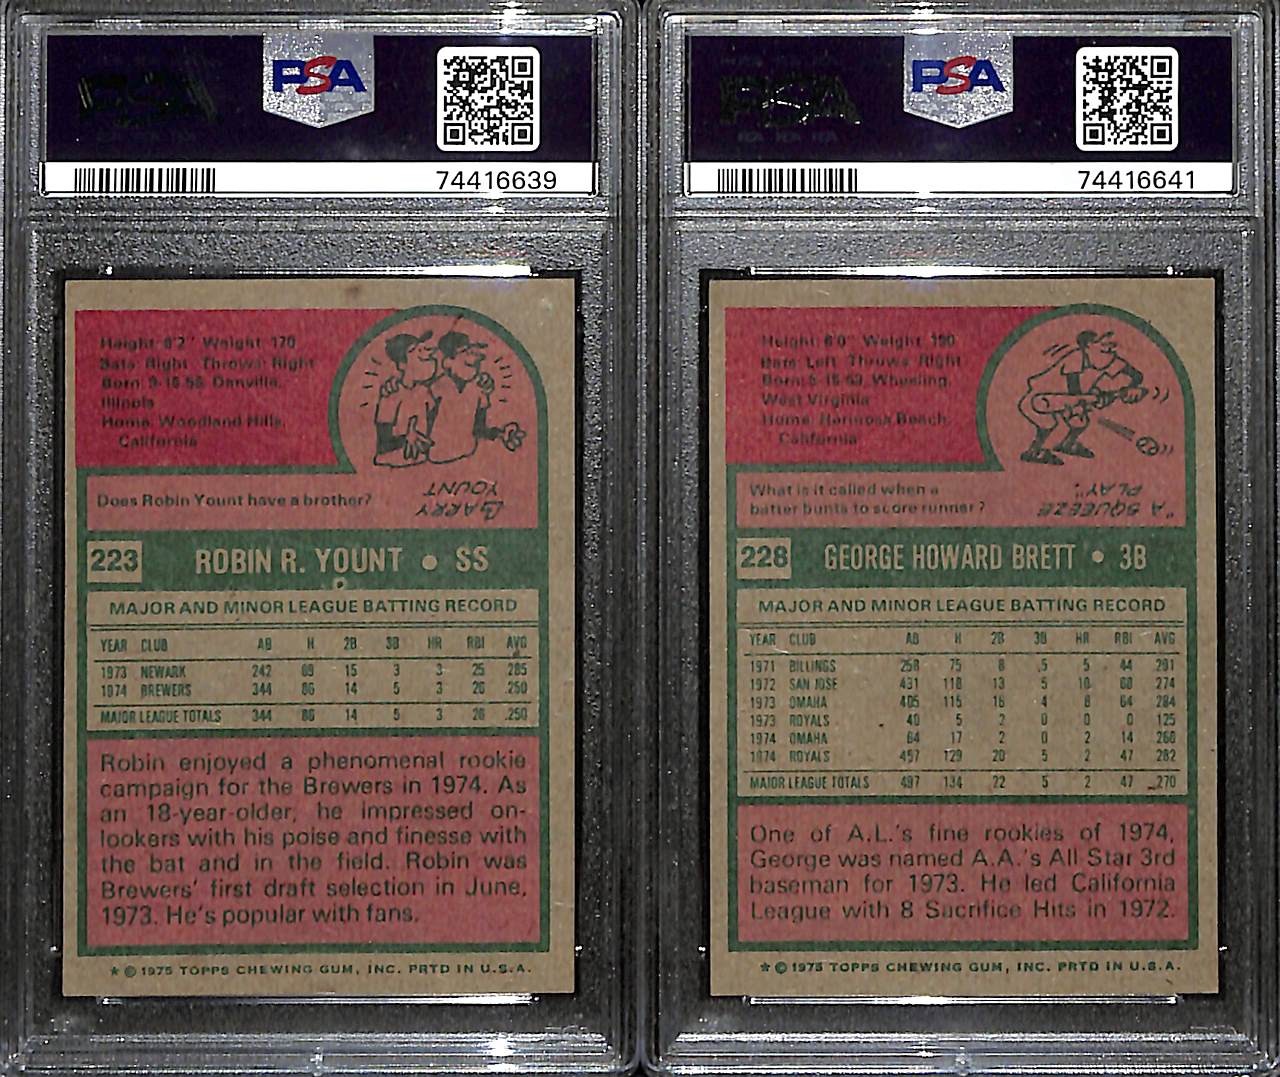 PSA
74416639
Height: 6'2" Weight: 170
Bats: Right Throws: Right
Born: 9-16-55, Danville,
Illinois
Home: Woodland Hills,
California
Does Robin Yount have a brother?
LARRY
YOUNT
223 ROBIN R. YOUNT • SS
MAJOR AND MINOR LEAGUE BATTING RECORD
YEAR CLUB AB H 2B 3B HR RBI AVG
1973 NEWARK 242 69 15 3 3 25 285
1974 BREWERS 344 86 14 5 3 26 .250
MAJOR LEAGUE TOTALS 344 86 14 5 3 26 .250
Robin enjoyed a phenomenal rookie
campaign for the Brewers in 1974. As
an 18-year-older, he impressed on-
lookers with his poise and finesse with
the bat and in the field. Robin was
Brewers' first draft selection in June,
1973. He's popular with fans.
★ © 1975 TOPPS CHEWING GUM, INC. PRTD IN U.S.A.
PSA
74416641
Height: 6'0" Weight: 190
Bats: Left Throws: Right
Born: 5-15-53, Wheeling,
West Virginia
Home: Hermosa Beach,
California
What is it called when a
batter bunts to score runner?
"A SQUEEZE
PLAY".
228 GEORGE HOWARD BRETT • 3B
MAJOR AND MINOR LEAGUE BATTING RECORD
YEAR CLUB AB H 2B 3B HR RBI AVG
1971 BILLINGS 258 75 8 5 5 44 291
1972 SAN JOSE 431 118 13 5 10 68 274
1973 OMAHA 405 115 16 4 8 64 284
1973 ROYALS 40 5 2 0 0 0 125
1974 OMAHA 64 17 2 0 2 14 266
1974 ROYALS 457 129 20 5 2 47 282
MAJOR LEAGUE TOTALS 497 134 22 5 2 47 .270
One of A.L.'s fine rookies of 1974,
George was named A.A.'s All Star 3rd
baseman for 1973. He led California
League with 8 Sacrifice Hits in 1972.
★ © 1975 TOPPS CHEWING GUM, INC. PRTD IN U.S.A.